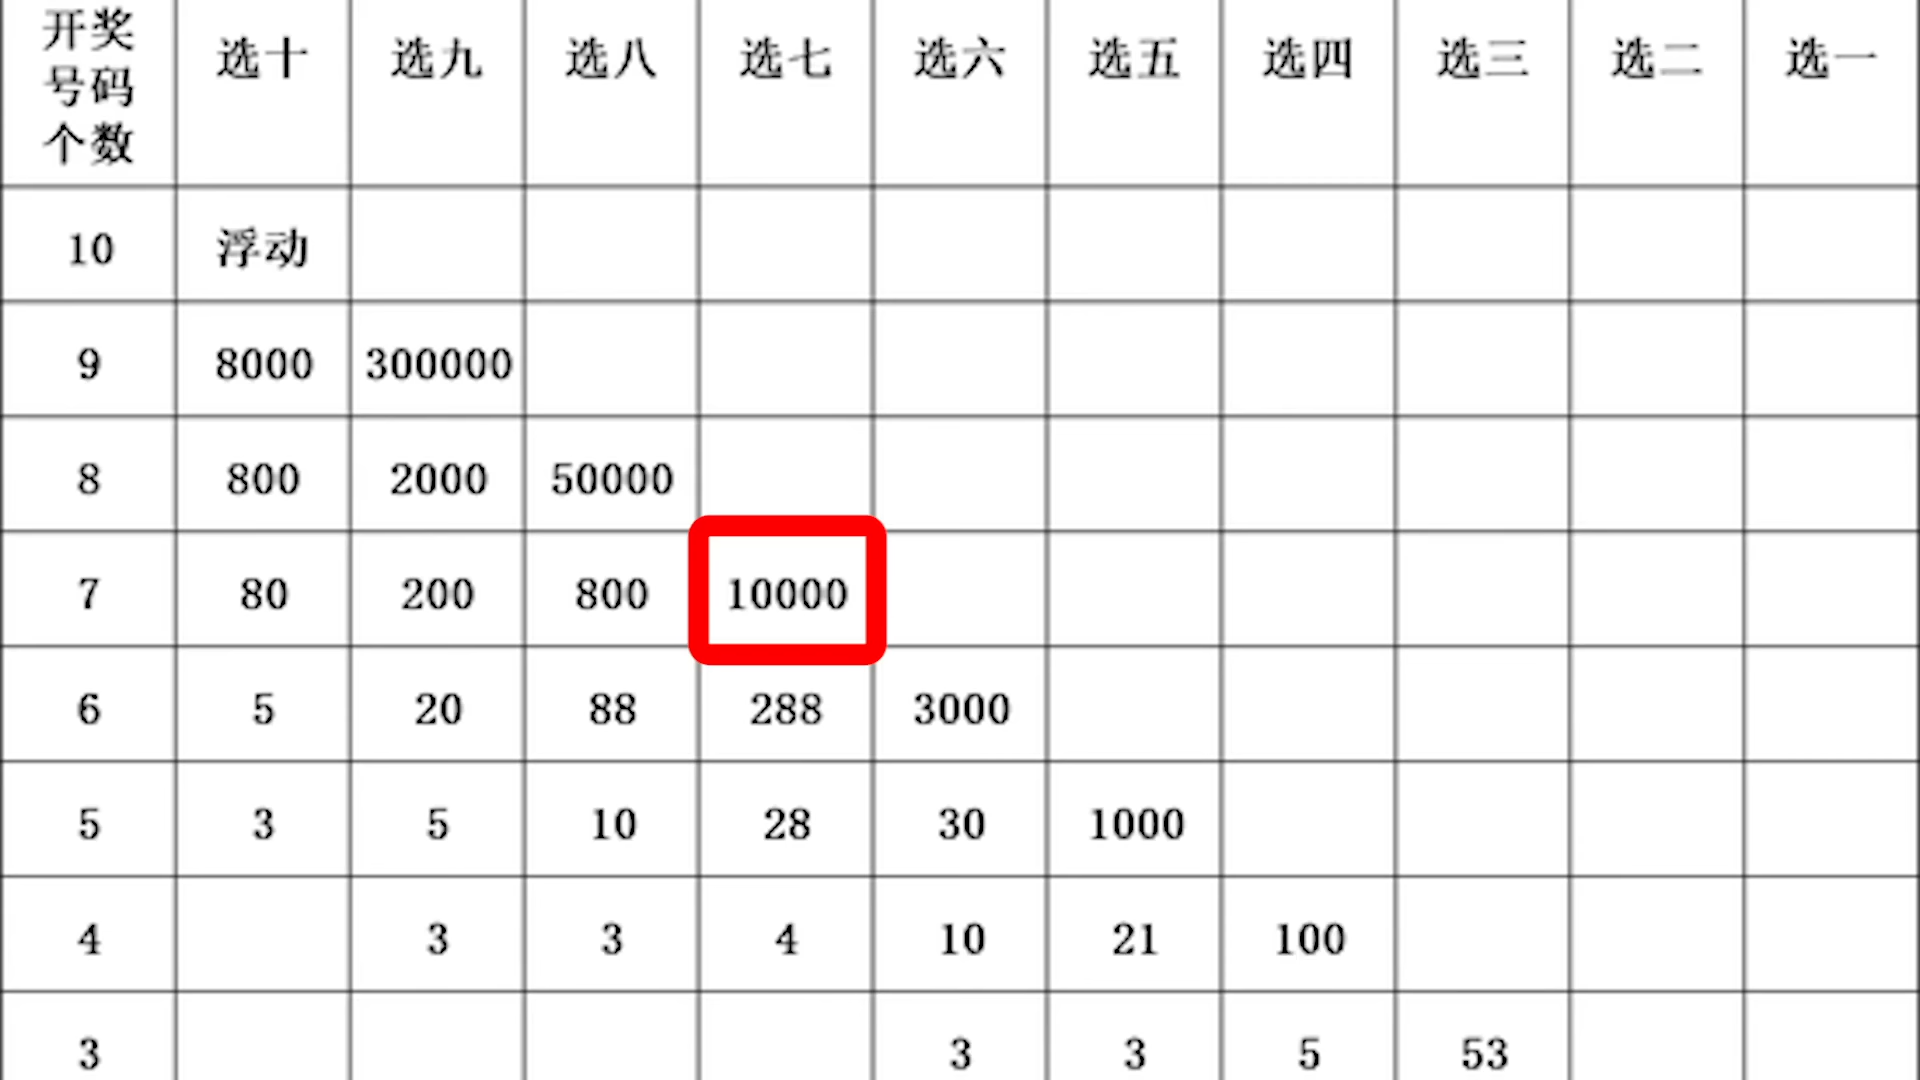 开奖号码个数 选十 选九 选八 选七 选六 选五 选四 选三 选二 选一
10 浮动
9 8000 300000
8 800 2000 50000
7 80 200 800 10000
6 5 20 88 288 3000
5 3 5 10 28 30 1000
4 3 3 4 10 21 100
3 3 3 5 53